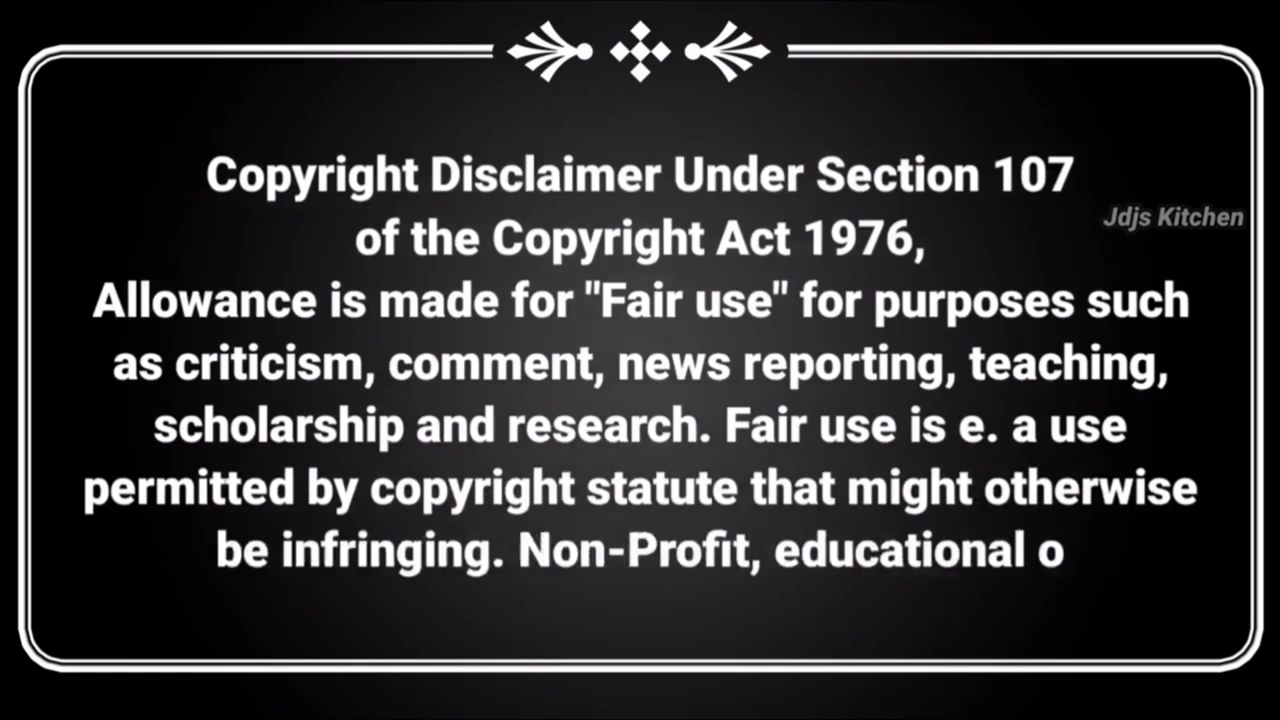 Copyright Disclaimer Under Section 107
of the Copyright Act 1976,
Jdjs Kitchen
Allowance is made for "Fair use" for purposes such
as criticism, comment, news reporting, teaching,
scholarship and research. Fair use is e. a use
permitted by copyright statute that might otherwise
be infringing. Non-Profit, educational o